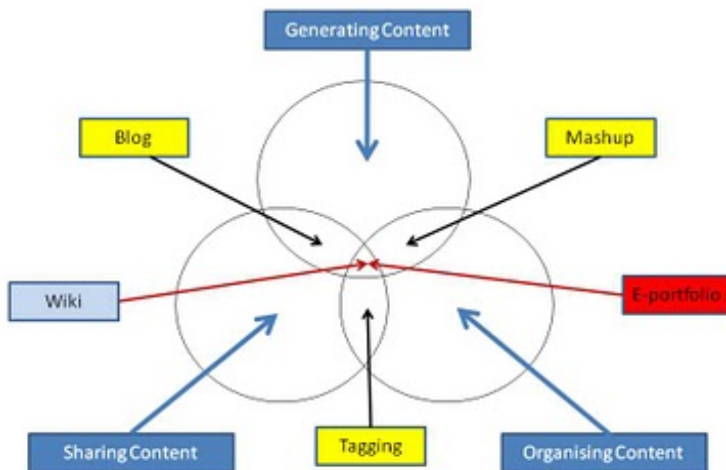 Generating Content
Blog
Mashup
Wiki
E-portfolio
Sharing Content
Tagging
Organising Content